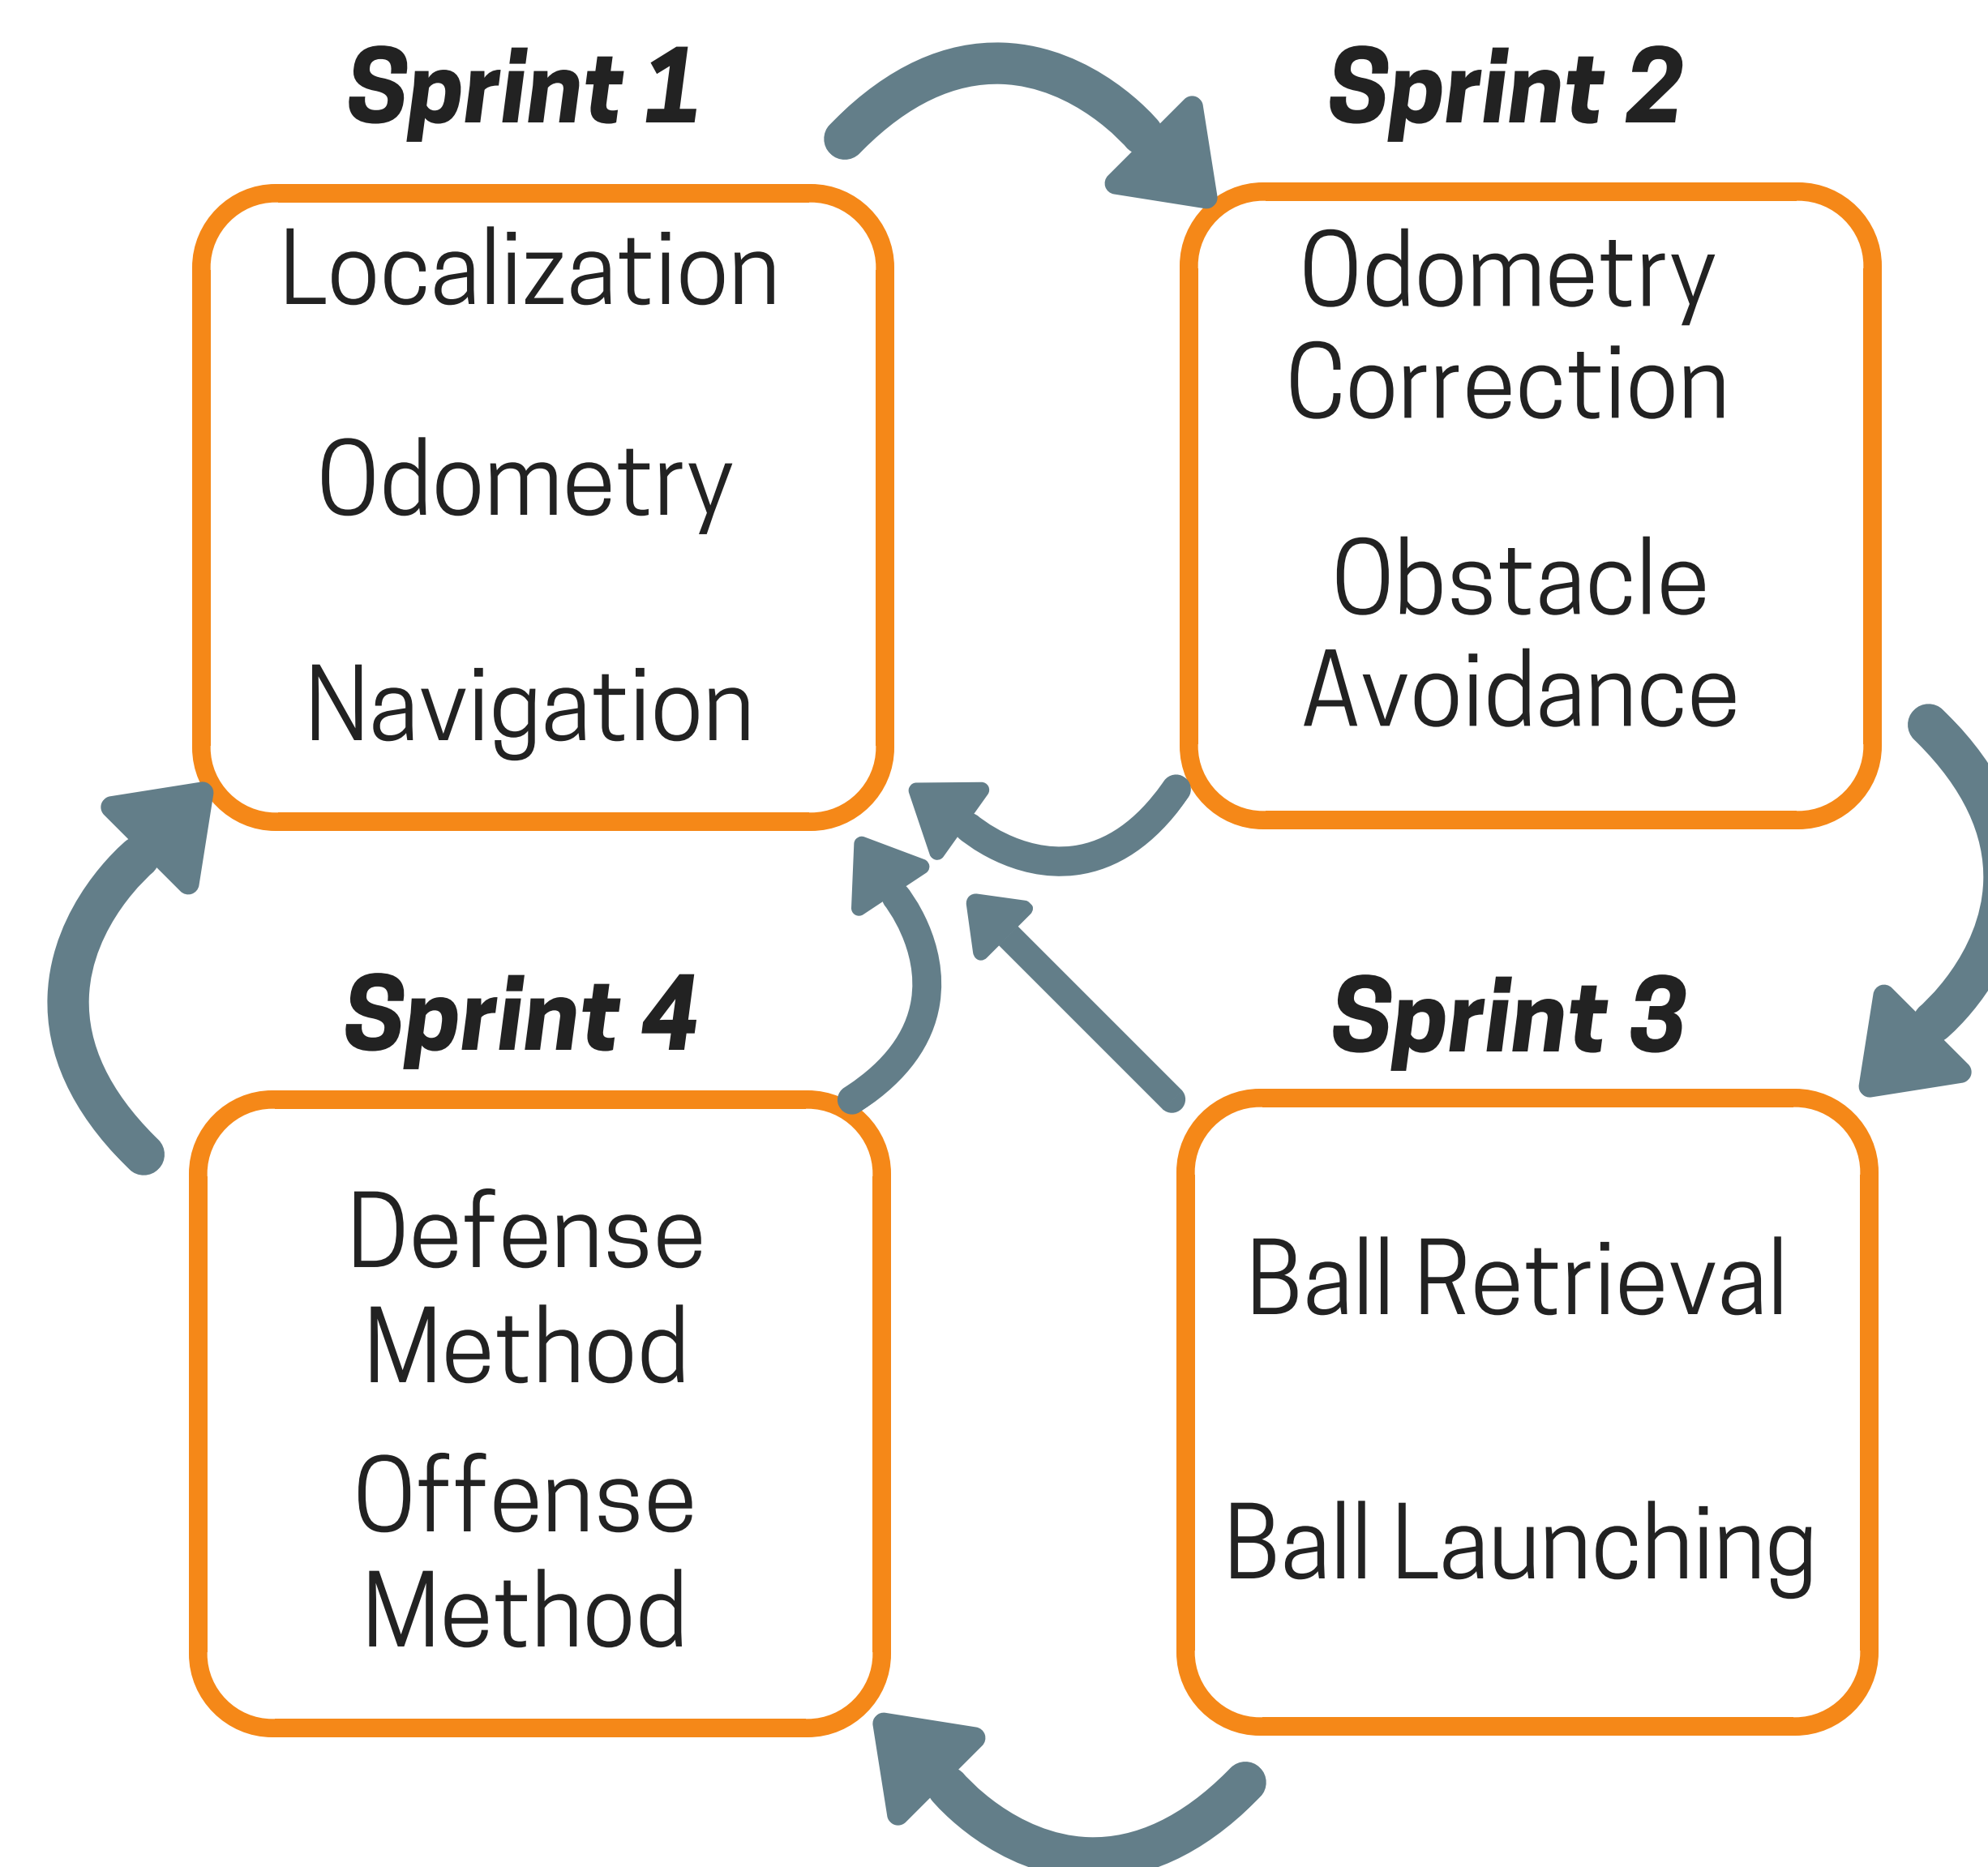 Sprint 1
Localization
Odometry
Navigation
Sprint 2
Odometry
Correction
Obstacle
Avoidance
Sprint 3
Ball Retrieval
Ball Launching
Sprint 4
Defense
Method
Offense
Method